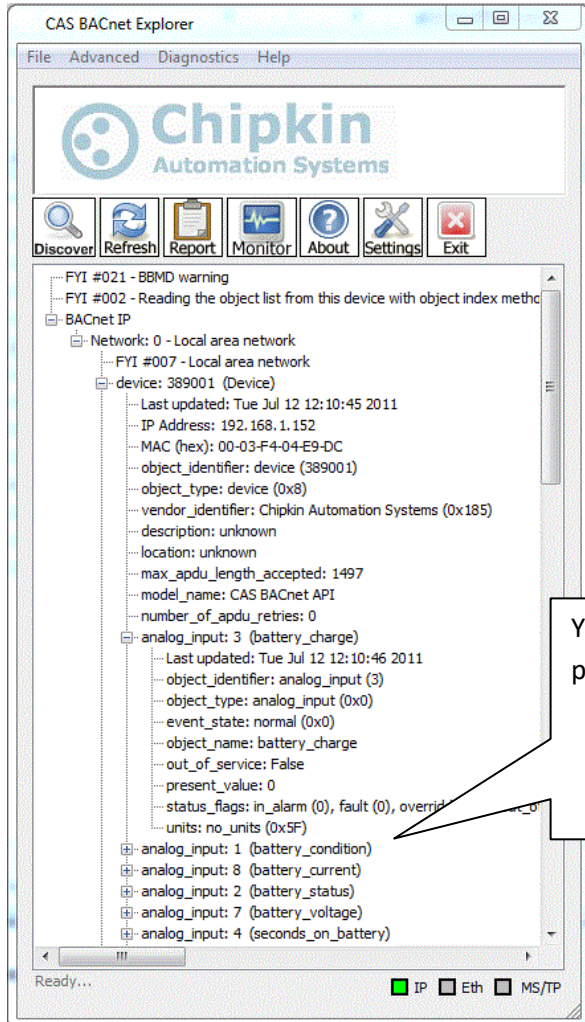 CAS BACnet Explorer
File Advanced Diagnostics Help
Chipkin
Automation Systems
Discover Refresh Report Monitor About Settings Exit
FYI #021 - BBMD warning
FYI #002 - Reading the object list from this device with object index metho
BACnet IP
Network: 0 - Local area network
FYI #007 - Local area network
device: 389001 (Device)
Last updated: Tue Jul 12 12:10:45 2011
IP Address: 192.168.1.152
MAC (hex): 00-03-F4-04-E9-DC
object_identifier: device (389001)
object_type: device (0x8)
vendor_identifier: Chipkin Automation Systems (0x185)
description: unknown
location: unknown
max_apdu_length_accepted: 1497
model_name: CAS BACnet API
number_of_apdu_retries: 0
analog_input: 3 (battery_charge)
Last updated: Tue Jul 12 12:10:46 2011
object_identifier: analog_input (3)
object_type: analog_input (0x0)
event_state: normal (0x0)
object_name: battery_charge
out_of_service: False
present_value: 0
status_flags: in_alarm (0), fault (0),
units: no_units (0x5F)
analog_input: 1 (battery_condition)
analog_input: 8 (battery_current)
analog_input: 2 (battery_status)
analog_input: 7 (battery_voltage)
analog_input: 4 (seconds_on_battery)
Ready... IP Eth MS/TP